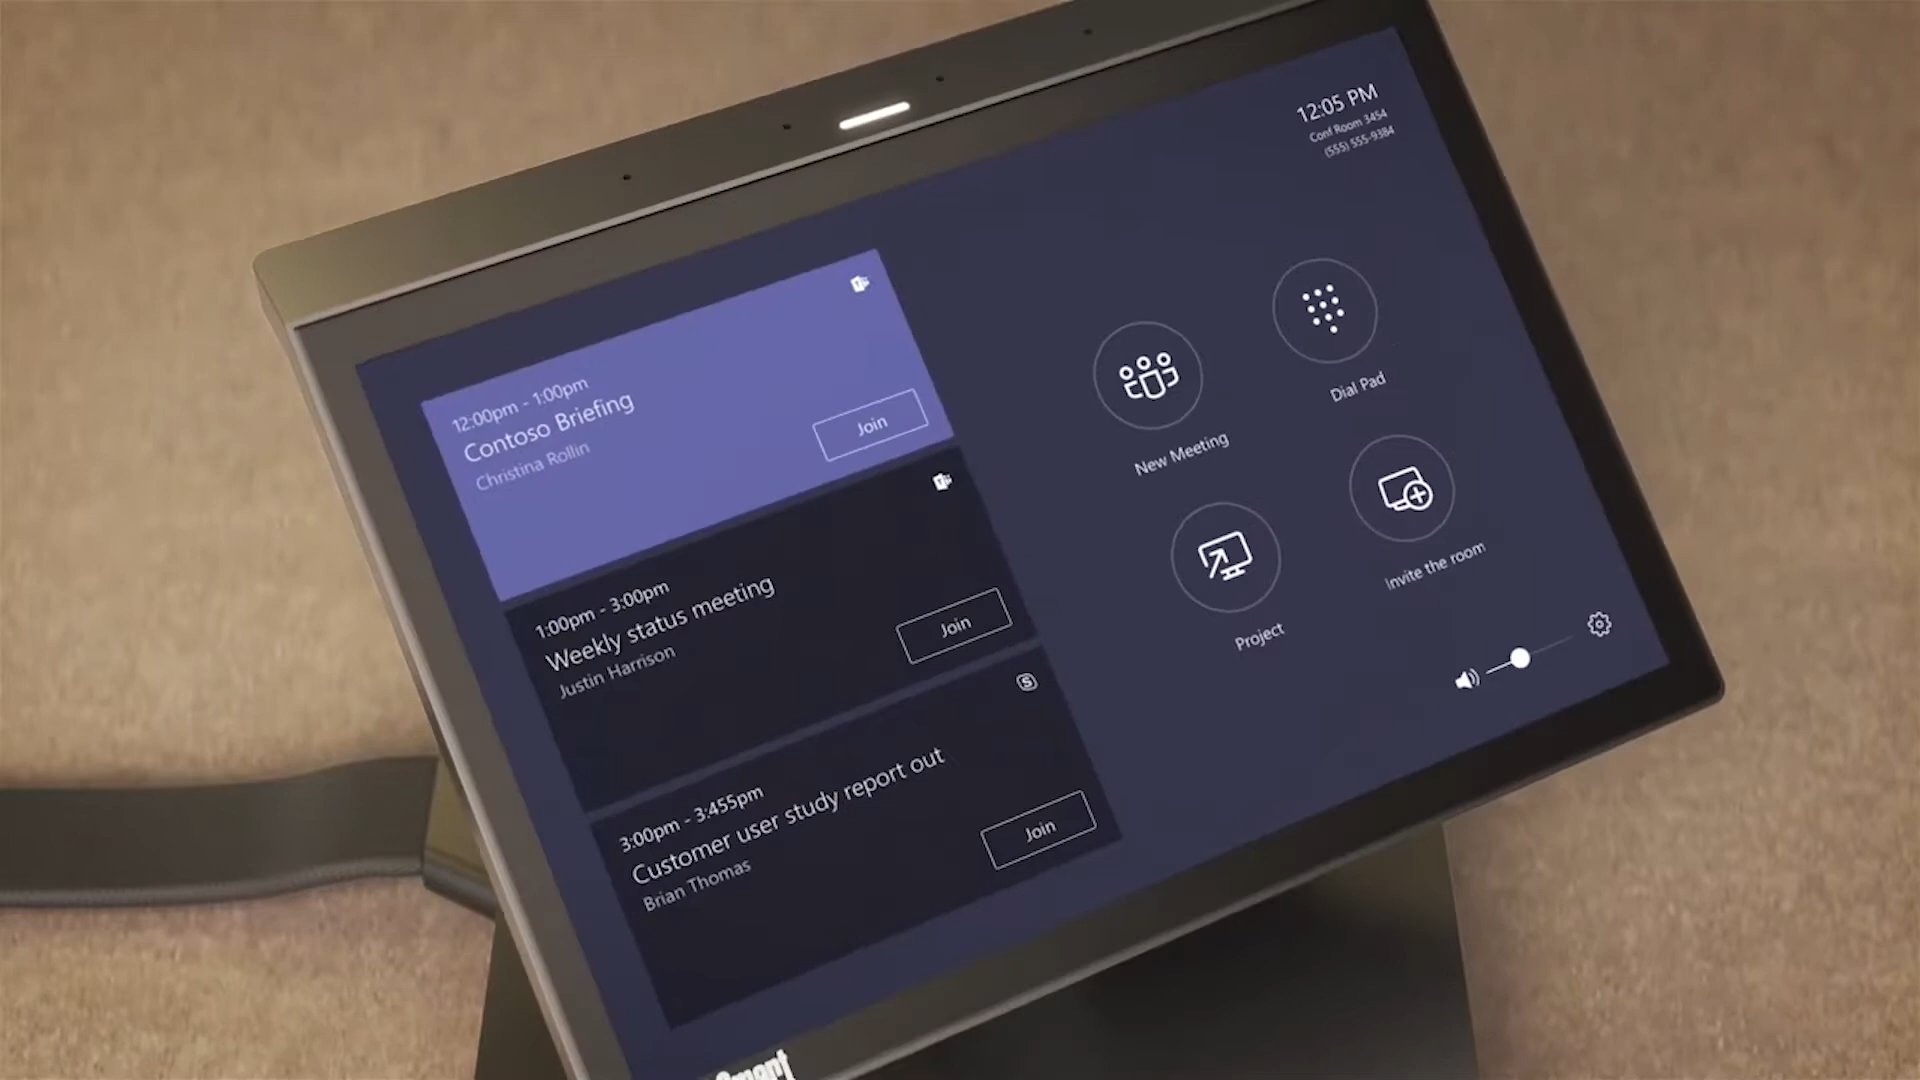 12:05 PM
Conf Room 3454
(555) 555-9384
12:00pm - 1:00pm
Contoso Briefing
Christina Rollin
Join
1:00pm - 3:00pm
Weekly status meeting
Justin Harrison
Join
3:00pm - 3:455pm
Customer user study report out
Brian Thomas
Join
New Meeting
Dial Pad
Project
Invite the room